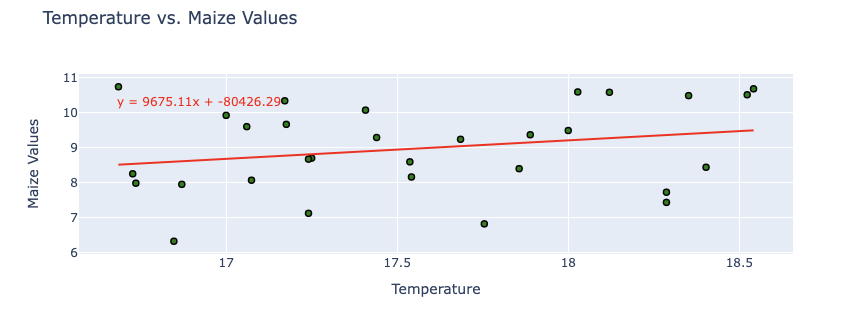 Temperature vs. Maize Values
11
y = 9675.11x + -80426.29
10
9
8
7
6
Maize Values
17
17.5
18
18.5
Temperature